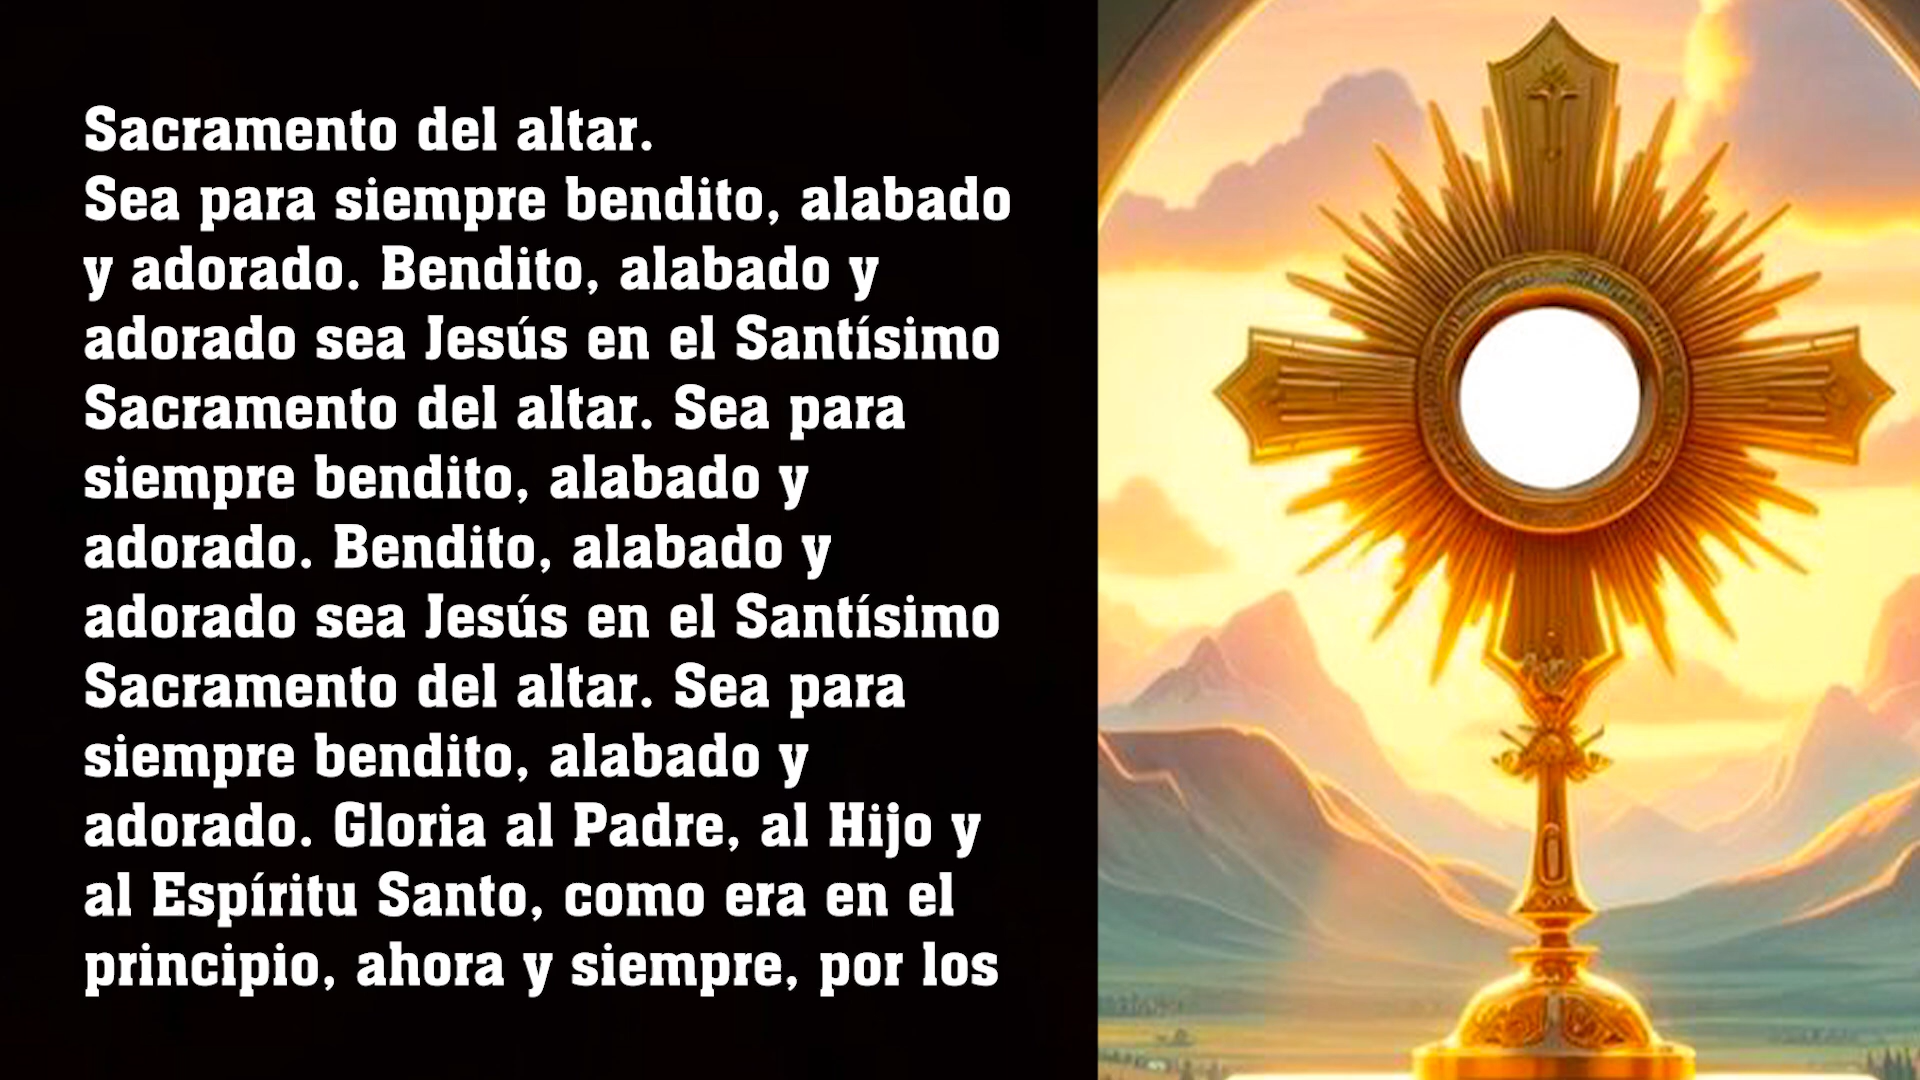 Sacramento del altar.
Sea para siempre bendito, alabado
y adorado. Bendito, alabado y
adorado sea Jesús en el Santísimo
Sacramento del altar. Sea para
siempre bendito, alabado y
adorado. Bendito, alabado y
adorado sea Jesús en el Santísimo
Sacramento del altar. Sea para
siempre bendito, alabado y
adorado. Gloria al Padre, al Hijo y
al Espíritu Santo, como era en el
principio, ahora y siempre, por los